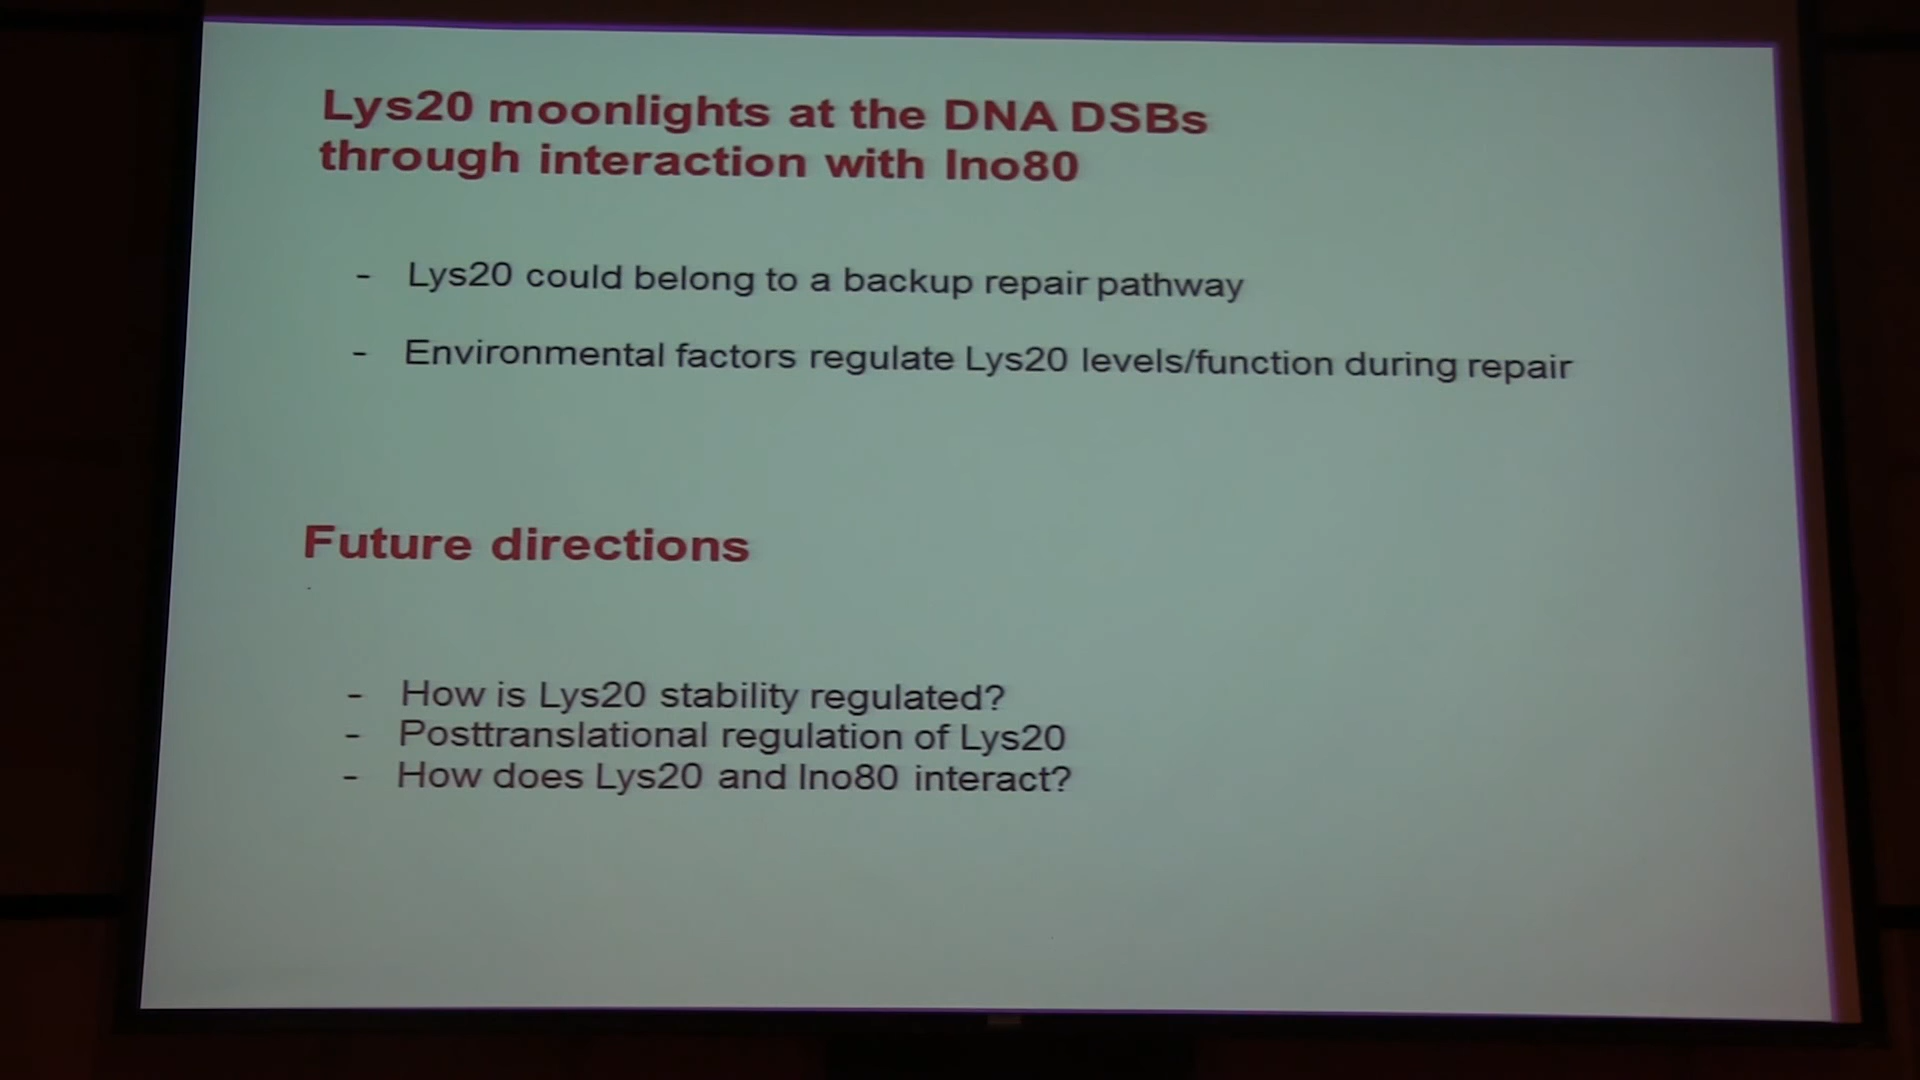 Lys20 moonlights at the DNA DSBs
through interaction with Ino80
- Lys20 could belong to a backup repair pathway
- Environmental factors regulate Lys20 levels/function during repair
Future directions
- How is Lys20 stability regulated?
- Posttranslational regulation of Lys20
- How does Lys20 and Ino80 interact?